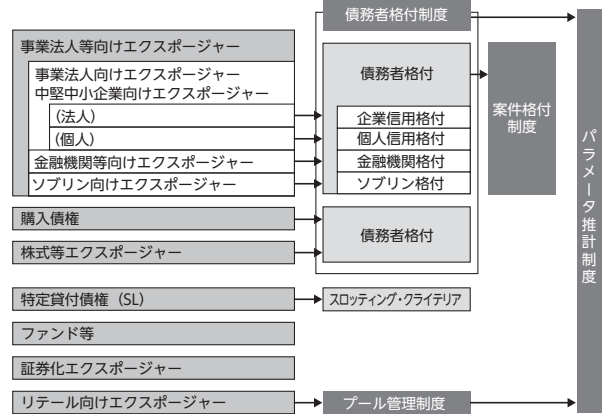 債務者格付制度
事業法人等向けエクスポージャー
事業法人向けエクスポージャー
中堅中小企業向けエクスポージャー
(法人)
(個人)
金融機関等向けエクスポージャー
ソブリン向けエクスポージャー
債務者格付
企業信用格付
個人信用格付
金融機関格付
ソブリン格付
案件格付
制度
パラメータ推計制度
購入債権
株式等エクスポージャー
債務者格付
特定貸付債権（SL）
スロッティング・クライテリア
ファンド等
証券化エクスポージャー
リテール向けエクスポージャー
プール管理制度